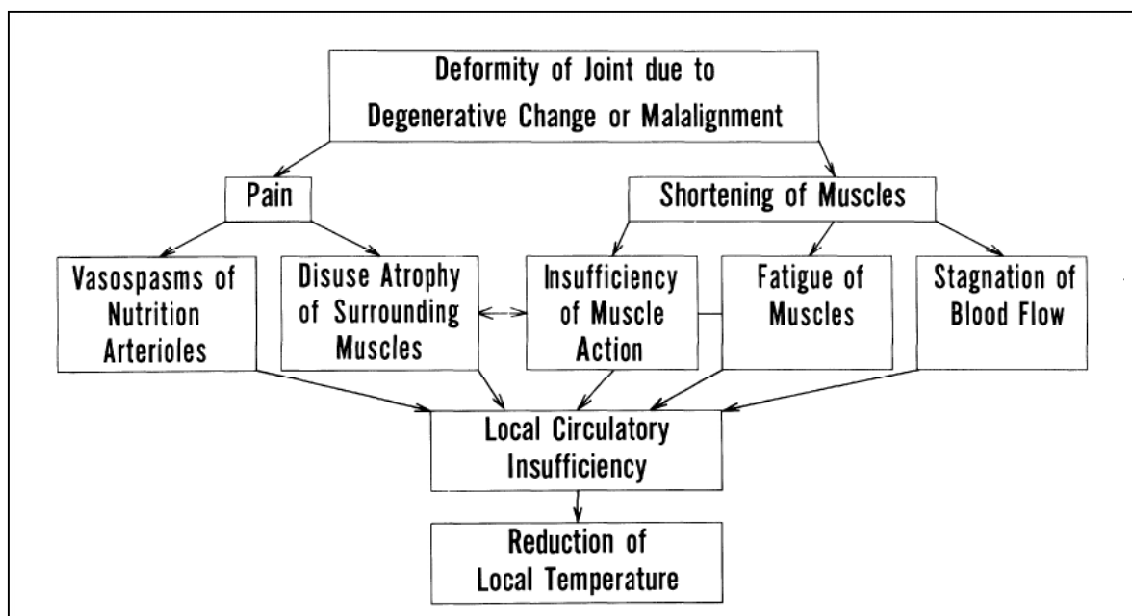 Deformity of Joint due to
Degenerative Change or Malalignment
Pain
Shortening of Muscles
Vasospasms of
Nutrition
Arterioles
Disuse Atrophy
of Surrounding
Muscles
Insufficiency
of Muscle
Action
Fatigue of
Muscles
Stagnation of
Blood Flow
Local Circulatory
Insufficiency
Reduction of
Local Temperature